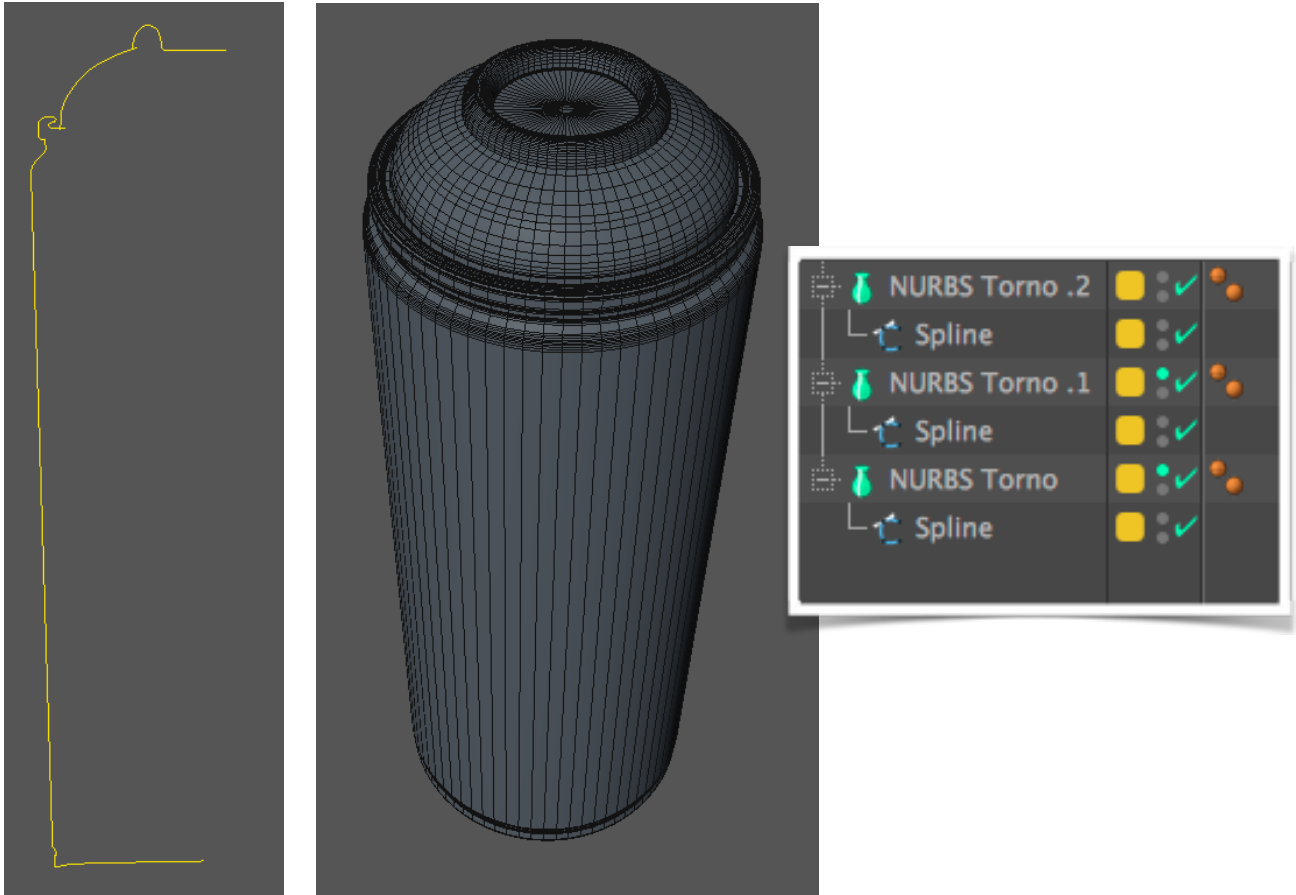 NURBS Torno .2
Spline
NURBS Torno .1
Spline
NURBS Torno
Spline